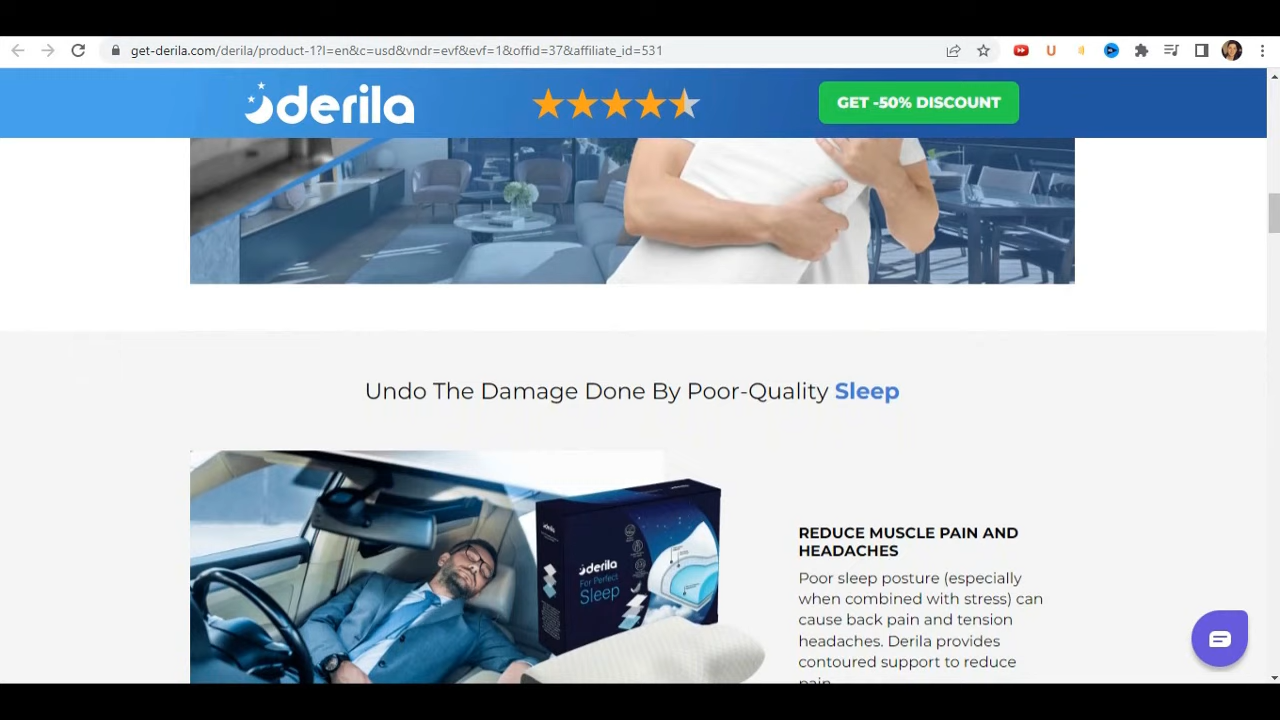 get-derila.com/derila/product-1?l=en&c=usd&vndr=evf&evf=1&offid=37&affiliate_id=531
derila
GET -50% DISCOUNT
Undo The Damage Done By Poor-Quality Sleep
derila
For Perfect
Sleep
REDUCE MUSCLE PAIN AND
HEADACHES
Poor sleep posture (especially
when combined with stress) can
cause back pain and tension
headaches. Derila provides
contoured support to reduce
pain